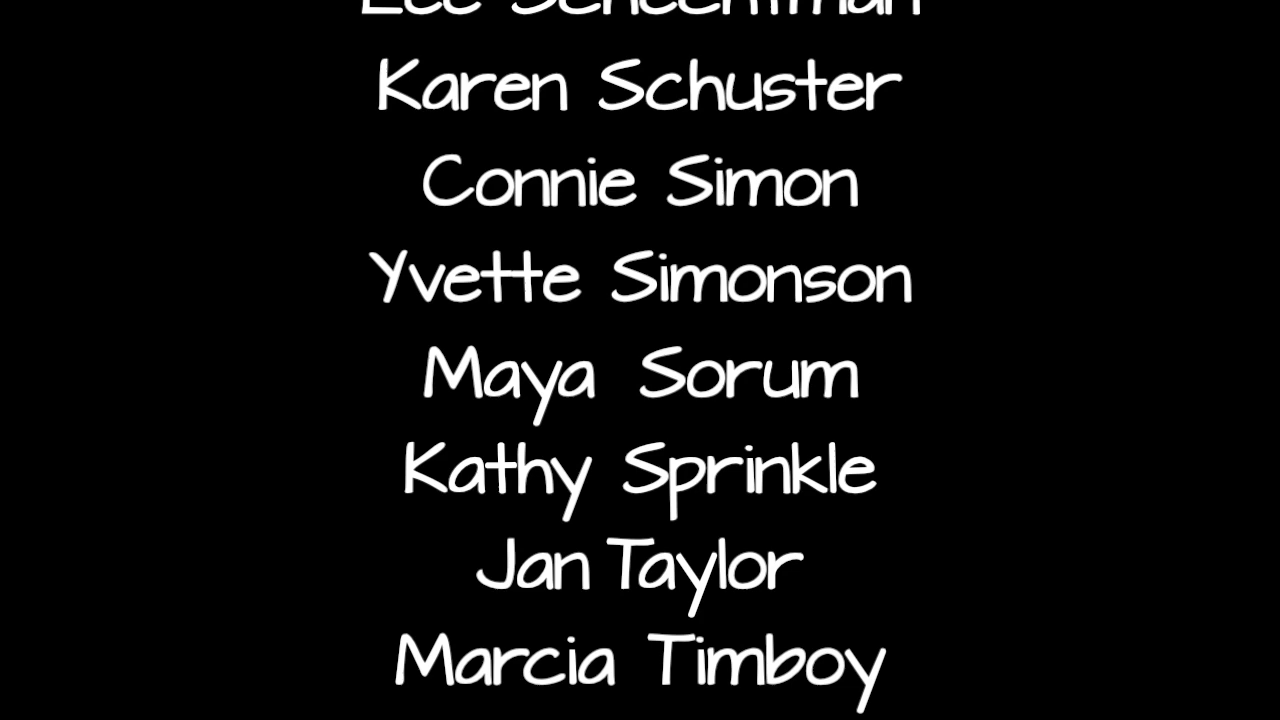 Karen Schuster
Connie Simon
Yvette Simonson
Maya Sorum
Kathy Sprinkle
Jan Taylor
Marcia Timboy